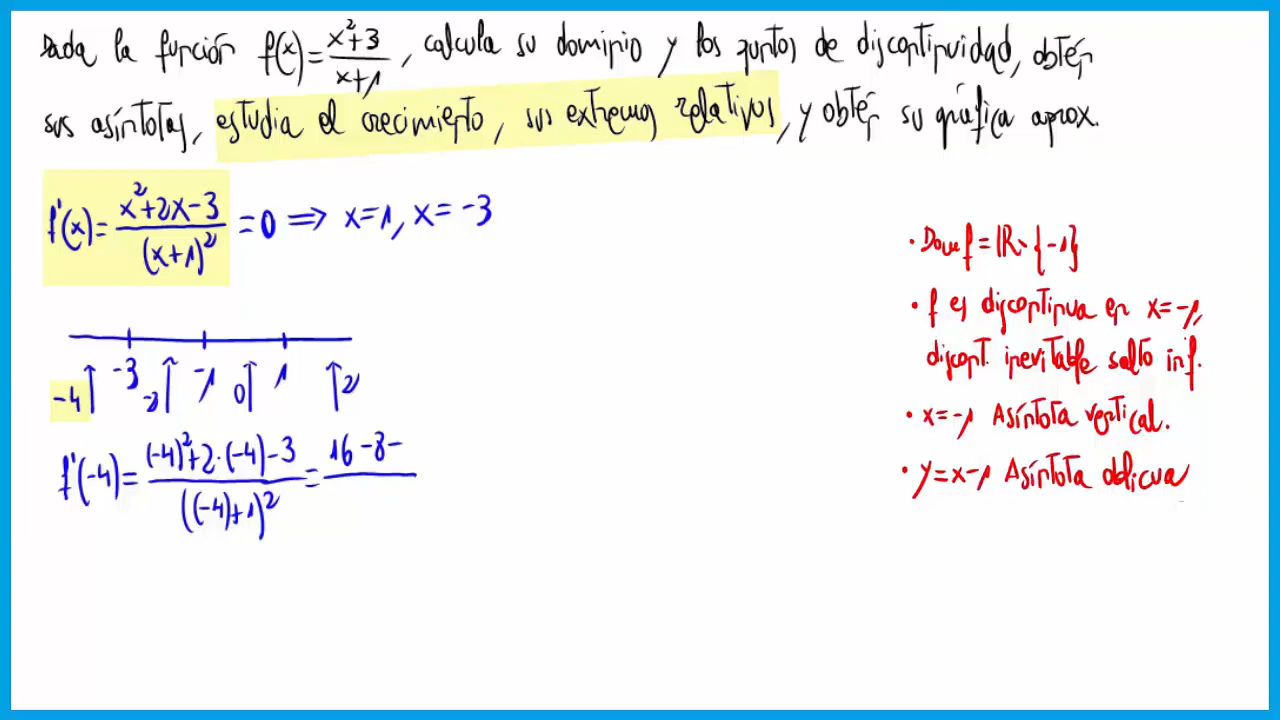 Dada la función f(x)= x²+3 / x+1, calcula su dominio y los puntos de discontinuidad, obtén
sus asíntotas, estudia el crecimiento, sus extremos relativos, y obtén su gráfica aprox.
f'(x)= x²+2x-3 / (x+1)² =0 ⇒ x=1, x=-3
-4 -3 -2 -1 0 1 2
f'(-4)= (-4)²+2·(-4)-3 / ((-4)+1)² = 16-8-
· Dom f = ℝ∖{-1}
· f es discontinua en x=-1,
discont. inevitable salto inf.
· x=-1 Asíntota vertical.
· y=x-1 Asíntota oblicua